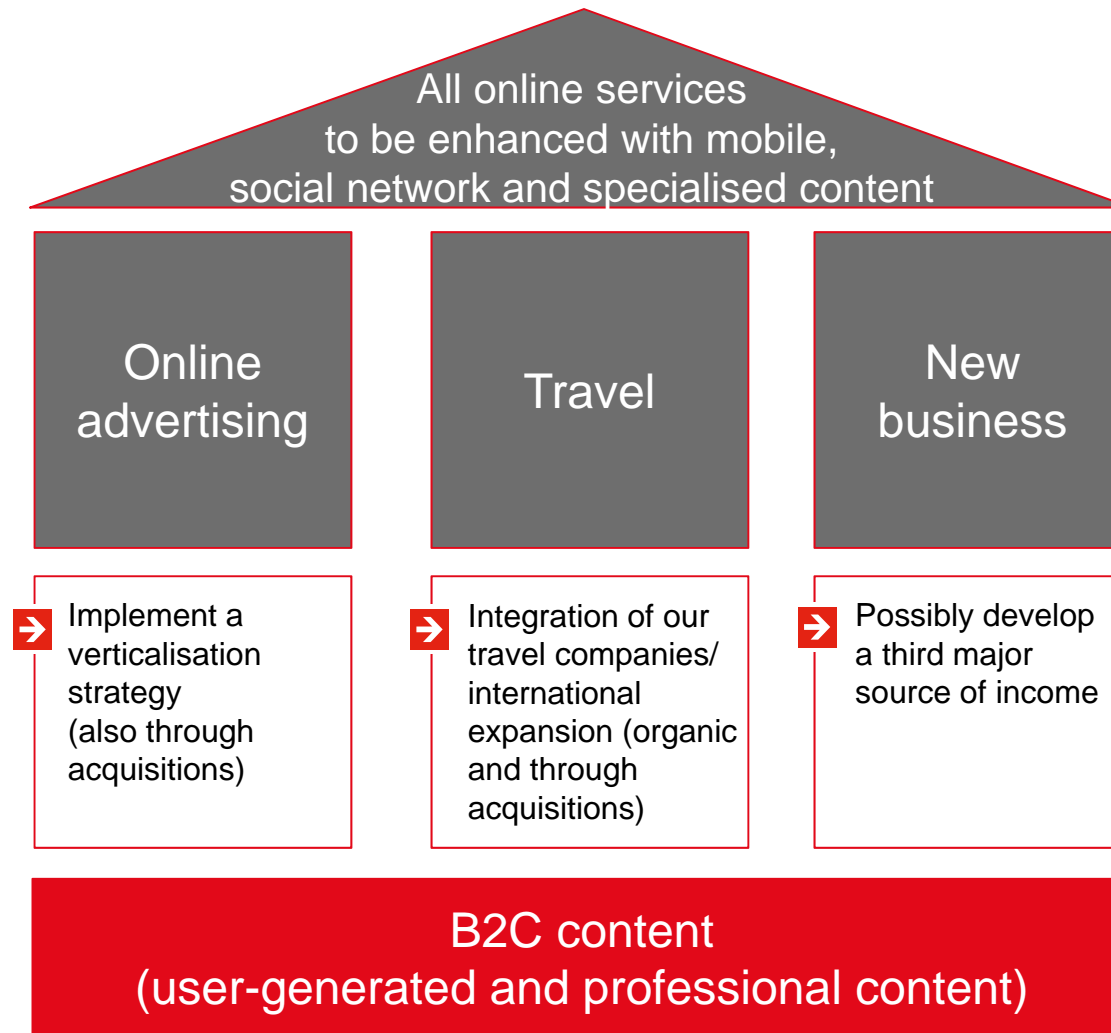 All online services
to be enhanced with mobile,
social network and specialised content
Online
advertising
Travel
New
business
Implement a
verticalisation
strategy
(also through
acquisitions)
Integration of our
travel companies/
international
expansion (organic
and through
acquisitions)
Possibly develop
a third major
source of income
B2C content
(user-generated and professional content)